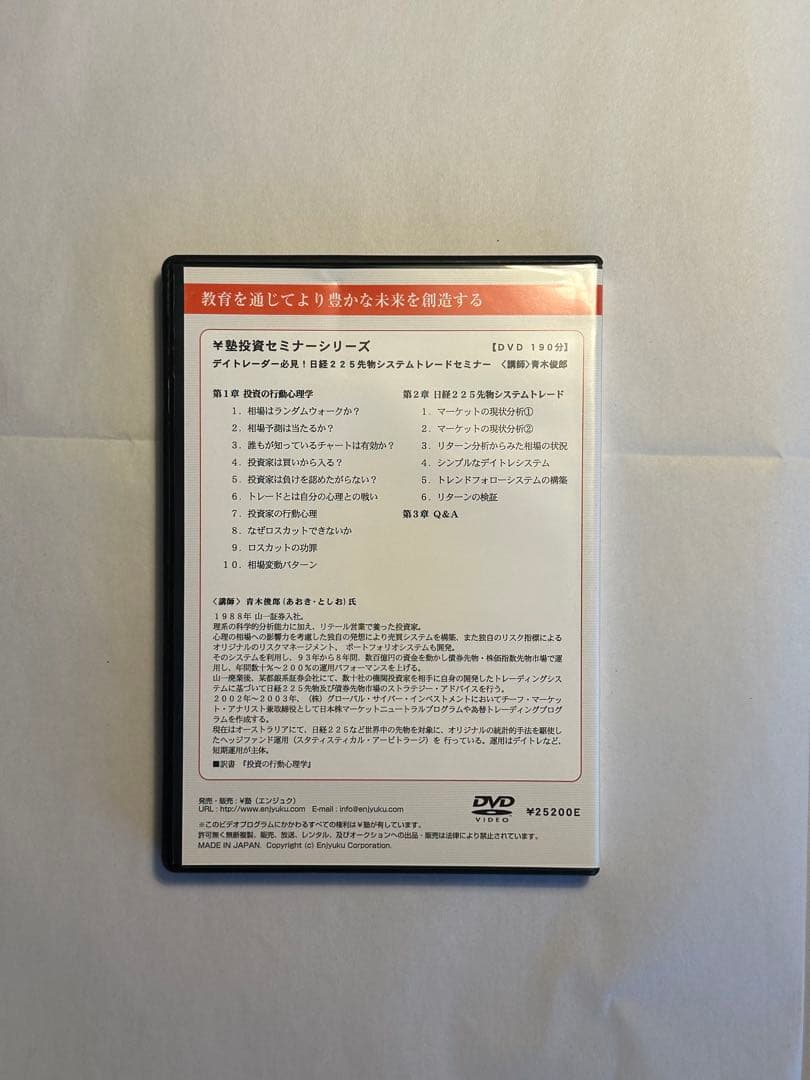 教育を通じてより豊かな未来を創造する
￥塾投資セミナーシリーズ 【DVD 190分】
デイトレーダー必見！日経２２５先物システムトレードセミナー 〈講師〉青木俊郎
第１章 投資の行動心理学
１．相場はランダムウォークか？
２．相場予測は当たるか？
３．誰もが知っているチャートは有効か？
４．投資家は買いから入る？
５．投資家は負けを認めたがらない？
６．トレードとは自分の心理との戦い
７．投資家の行動心理
８．なぜロスカットできないか
９．ロスカットの功罪
１０．相場変動パターン
第２章 日経２２５先物システムトレード
１．マーケットの現状分析①
２．マーケットの現状分析②
３．リターン分析からみた相場の状況
４．シンプルなデイトレシステム
５．トレンドフォローシステムの構築
６．リターンの検証
第３章 Q＆A
〈講師〉 青木俊郎(あおき・としお)氏
１９８８年 山一証券入社。
理系の科学的分析能力に加え、リテール営業で養った投資家。
心理の相場への影響力を考慮した独自の発想により売買システムを構築、また独自のリスク指標による
オリジナルのリスクマネージメント、 ポートフォリオシステムも開発。
そのシステムを利用し、９３年から８年間、数百億円の資金を動かし債券先物・株価指数先物市場で運
用し、年間数十％～２００％の運用パフォーマンスを上げる。
山一廃業後、某都銀系証券会社にて、数十社の機関投資家を相手に自身の開発したトレーディングシス
テムに基づいて日経２２５先物及び債券先物市場のストラテジー・アドバイスを行う。
２００２年～２００３年、（株）グローバル・サイバー・インベストメントにおいてチーフ・マーケッ
ト・アナリスト兼取締役として日本株マーケットニュートラルプログラムや為替トレーディングプログ
ラムを作成する。
現在はオーストラリアにて、日経２２５など世界中の先物を対象に、オリジナルの統計的手法を駆使し
たヘッジファンド運用（スタティスティカル・アービトラージ）を 行っている。運用はデイトレなど、
短期運用が主体。
■訳書 『投資の行動心理学』
発売・販売：￥塾（エンジュク）
URL : http://www.enjyuku.com E-mail : info@enjyuku.com
DVD
VIDEO
￥25200E
※このビデオプログラムにかかわるすべての権利は￥塾が有しています。
許可無く無断複製、販売、放送、レンタル、及びオークションへの出品・販売は法律により禁止されています。
MADE IN JAPAN. Copyright (c) Enjyuku Corporation.